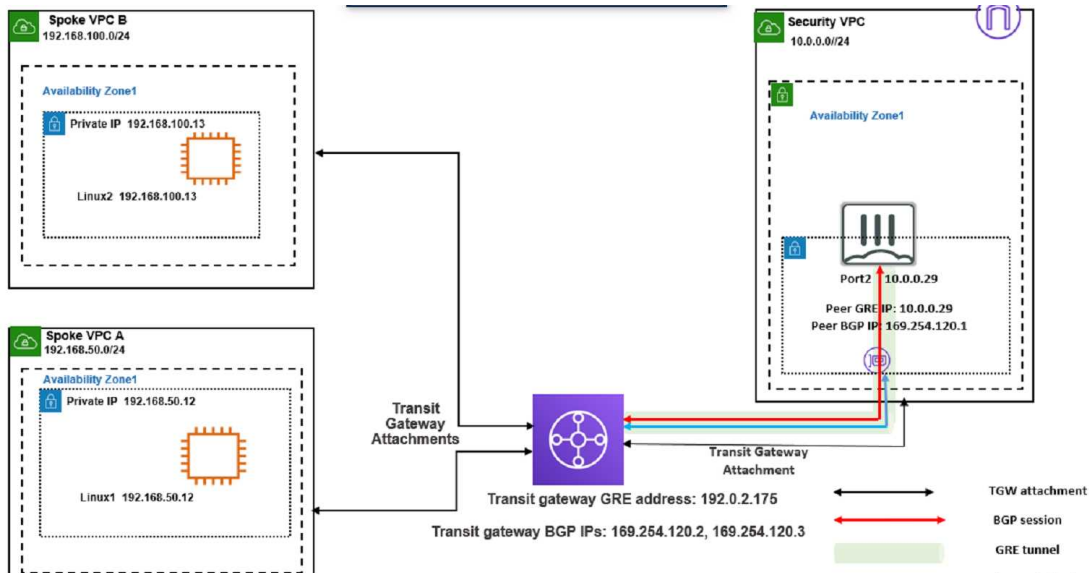 Spoke VPC B
192.168.100.0/24
Availability Zone1
Private IP 192.168.100.13
Linux2 192.168.100.13
Spoke VPC A
192.168.50.0/24
Availability Zone1
Private IP 192.168.50.12
Linux1 192.168.50.12
Transit
Gateway
Attachments
Security VPC
10.0.0.0//24
Availability Zone1
Port2 10.0.0.29
Peer GRE IP: 10.0.0.29
Peer BGP IP: 169.254.120.1
Transit Gateway
Attachment
Transit gateway GRE address: 192.0.2.175
Transit gateway BGP IPs: 169.254.120.2, 169.254.120.3
TGW attachment
BGP session
GRE tunnel